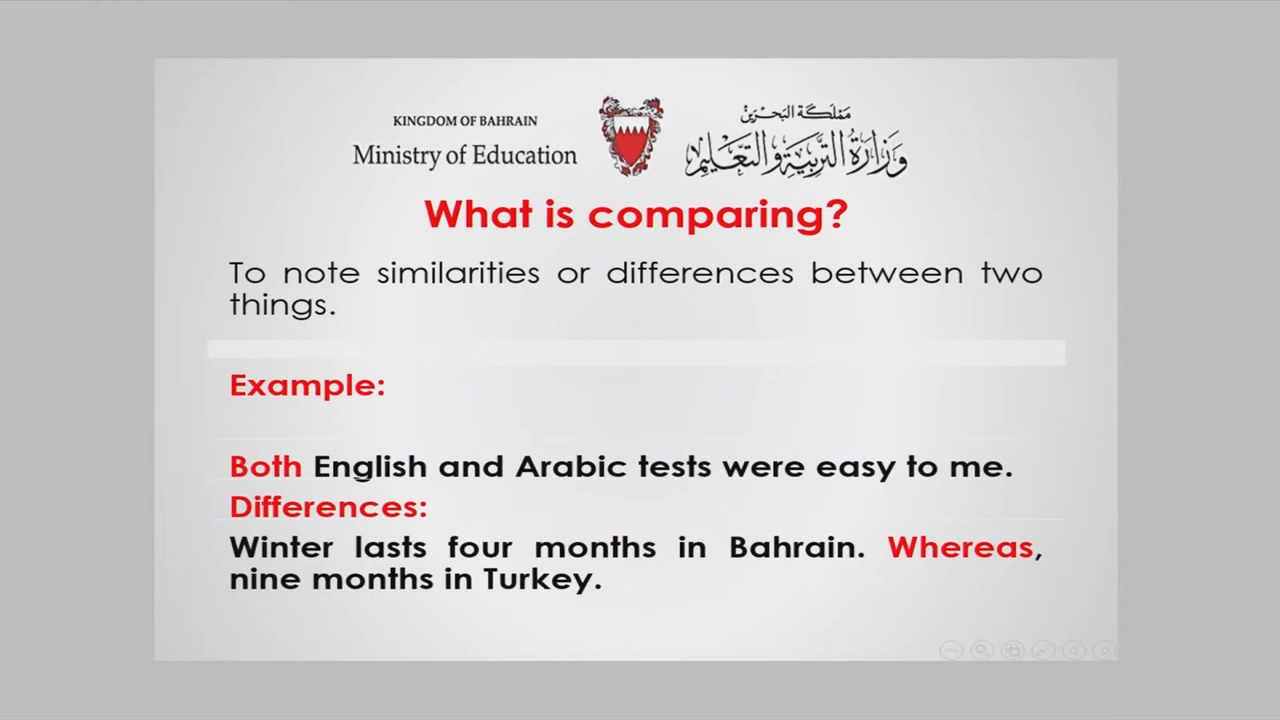 KINGDOM OF BAHRAIN
Ministry of Education
مملكة البحرين
وزارة التربية والتعليم
What is comparing?
To note similarities or differences between two
things.
Example:
Both English and Arabic tests were easy to me.
Differences:
Winter lasts four months in Bahrain. Whereas,
nine months in Turkey.